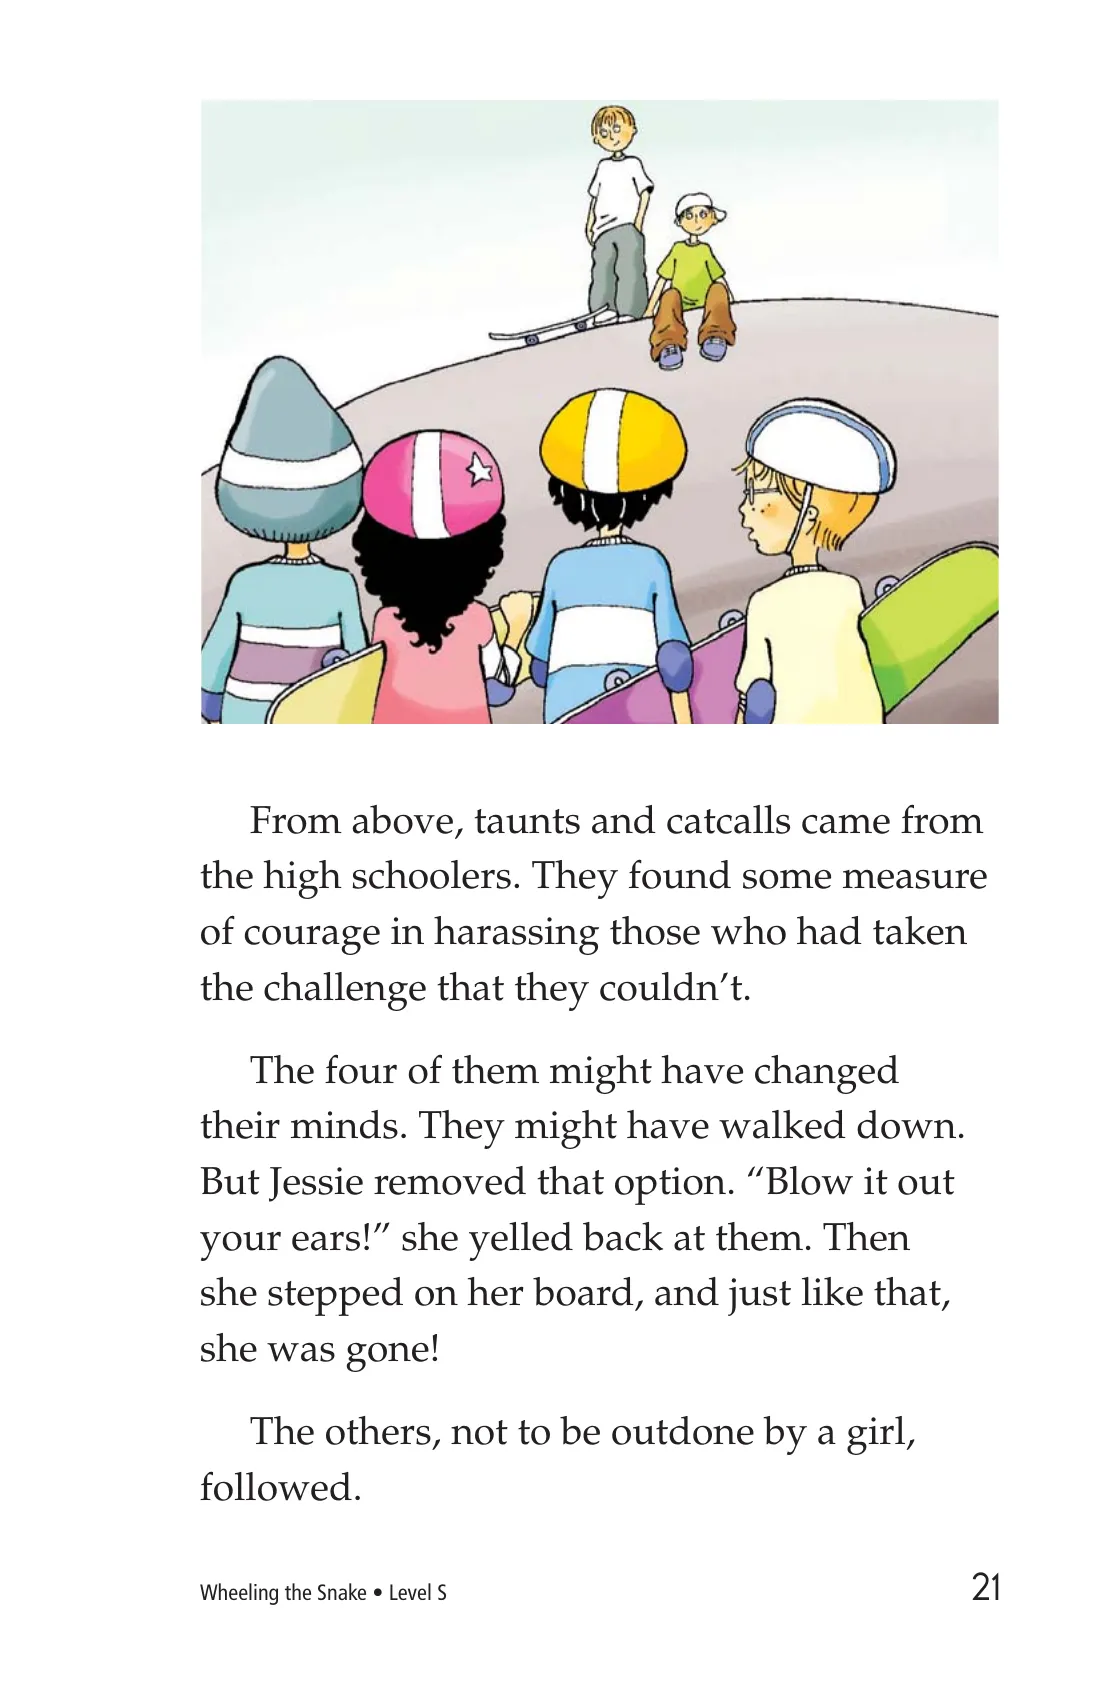 From above, taunts and catcalls came from
the high schoolers. They found some measure
of courage in harassing those who had taken
the challenge that they couldn’t.
The four of them might have changed
their minds. They might have walked down.
But Jessie removed that option. “Blow it out
your ears!” she yelled back at them. Then
she stepped on her board, and just like that,
she was gone!
The others, not to be outdone by a girl,
followed.
Wheeling the Snake • Level S
21